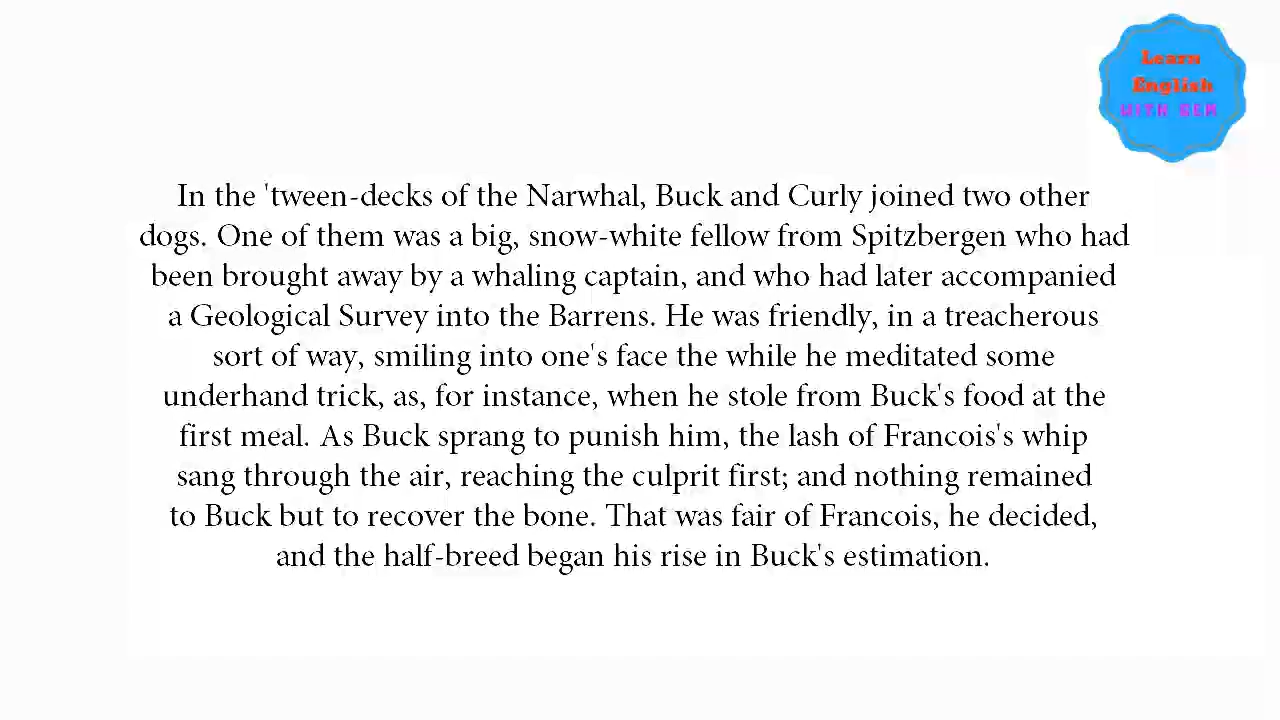 Learn
English
WITH GEM
In the 'tween-decks of the Narwhal, Buck and Curly joined two other
dogs. One of them was a big, snow-white fellow from Spitzbergen who had
been brought away by a whaling captain, and who had later accompanied
a Geological Survey into the Barrens. He was friendly, in a treacherous
sort of way, smiling into one's face the while he meditated some
underhand trick, as, for instance, when he stole from Buck's food at the
first meal. As Buck sprang to punish him, the lash of Francois's whip
sang through the air, reaching the culprit first; and nothing remained
to Buck but to recover the bone. That was fair of Francois, he decided,
and the half-breed began his rise in Buck's estimation.